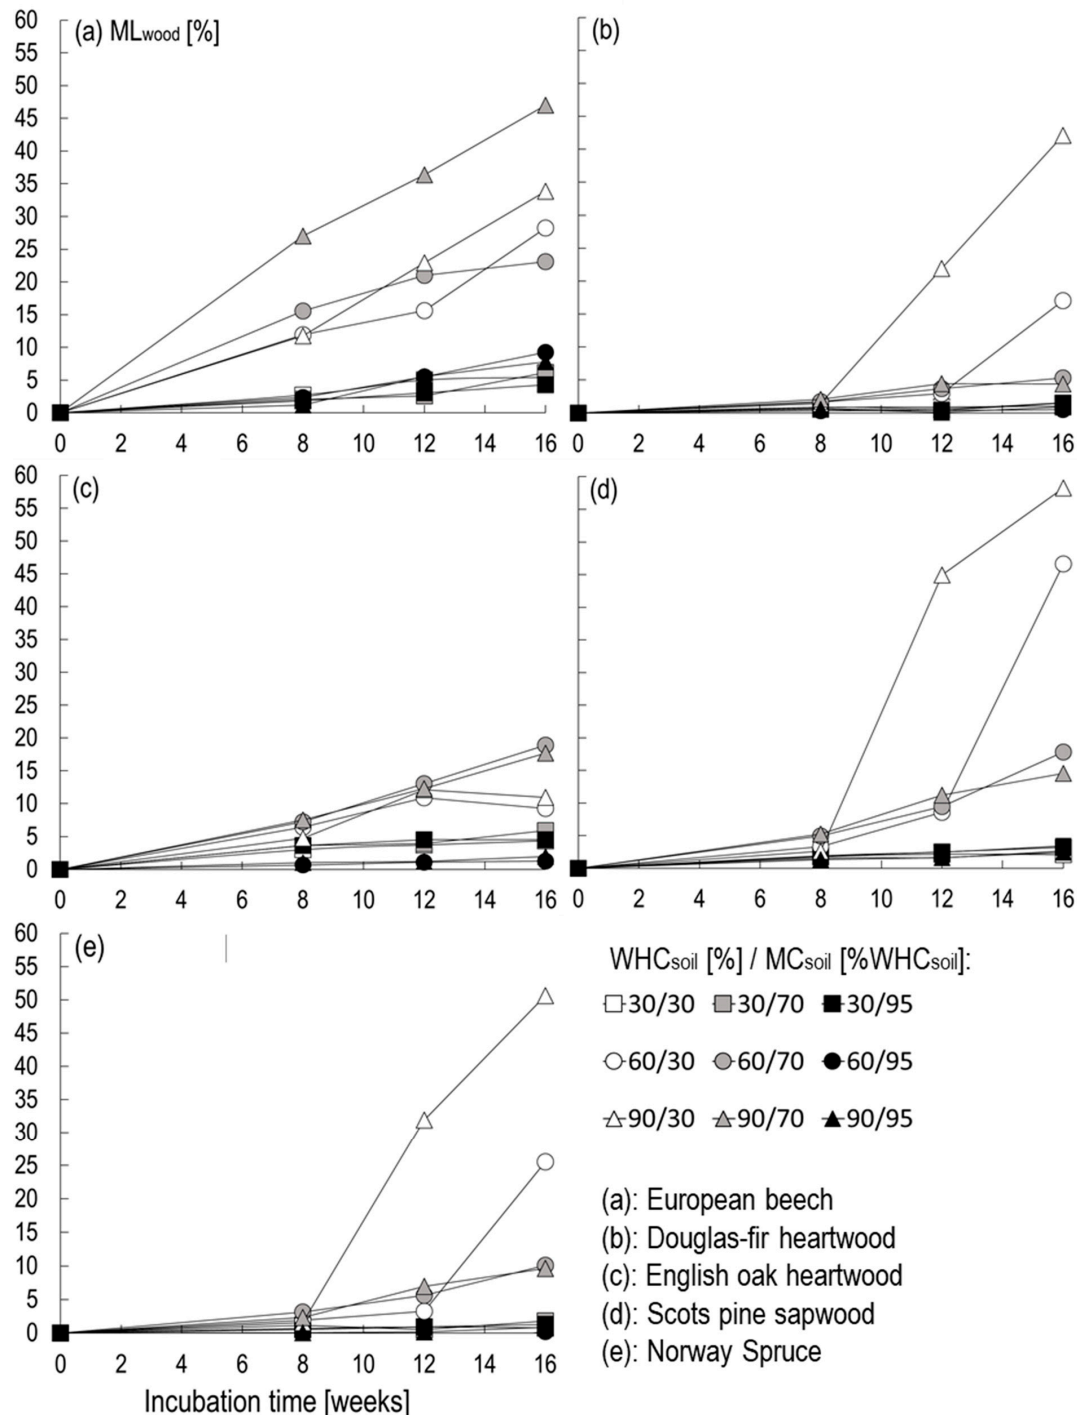 (a) MLwood [%]
60
55
50
45
40
35
30
25
20
15
10
5
0
0 2 4 6 8 10 12 14 16
(b)
0 2 4 6 8 10 12 14 16
(c)
60
55
50
45
40
35
30
25
20
15
10
5
0
0 2 4 6 8 10 12 14 16
(d)
0 2 4 6 8 10 12 14 16
(e)
60
55
50
45
40
35
30
25
20
15
10
5
0
0 2 4 6 8 10 12 14 16
Incubation time [weeks]
WHCsoil [%] / MCsoil [%WHCsoil]:
30/30 30/70 30/95
60/30 60/70 60/95
90/30 90/70 90/95
(a): European beech
(b): Douglas-fir heartwood
(c): English oak heartwood
(d): Scots pine sapwood
(e): Norway Spruce